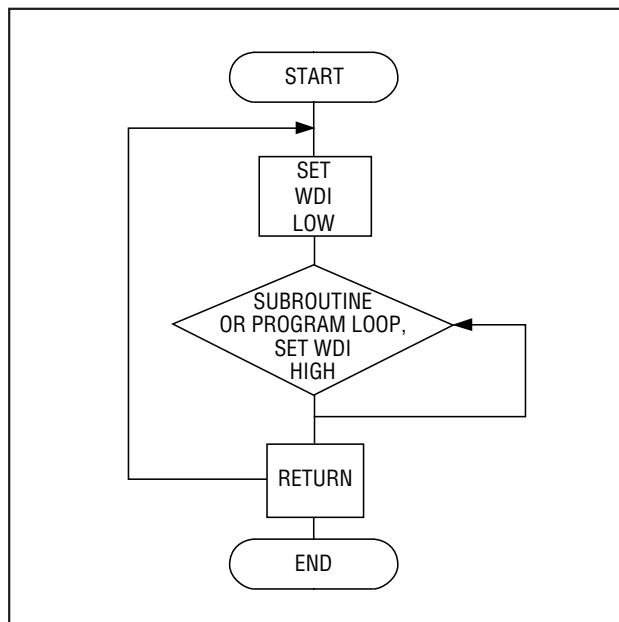 START
SET
WDI
LOW
SUBROUTINE
OR PROGRAM LOOP,
SET WDI
HIGH
RETURN
END